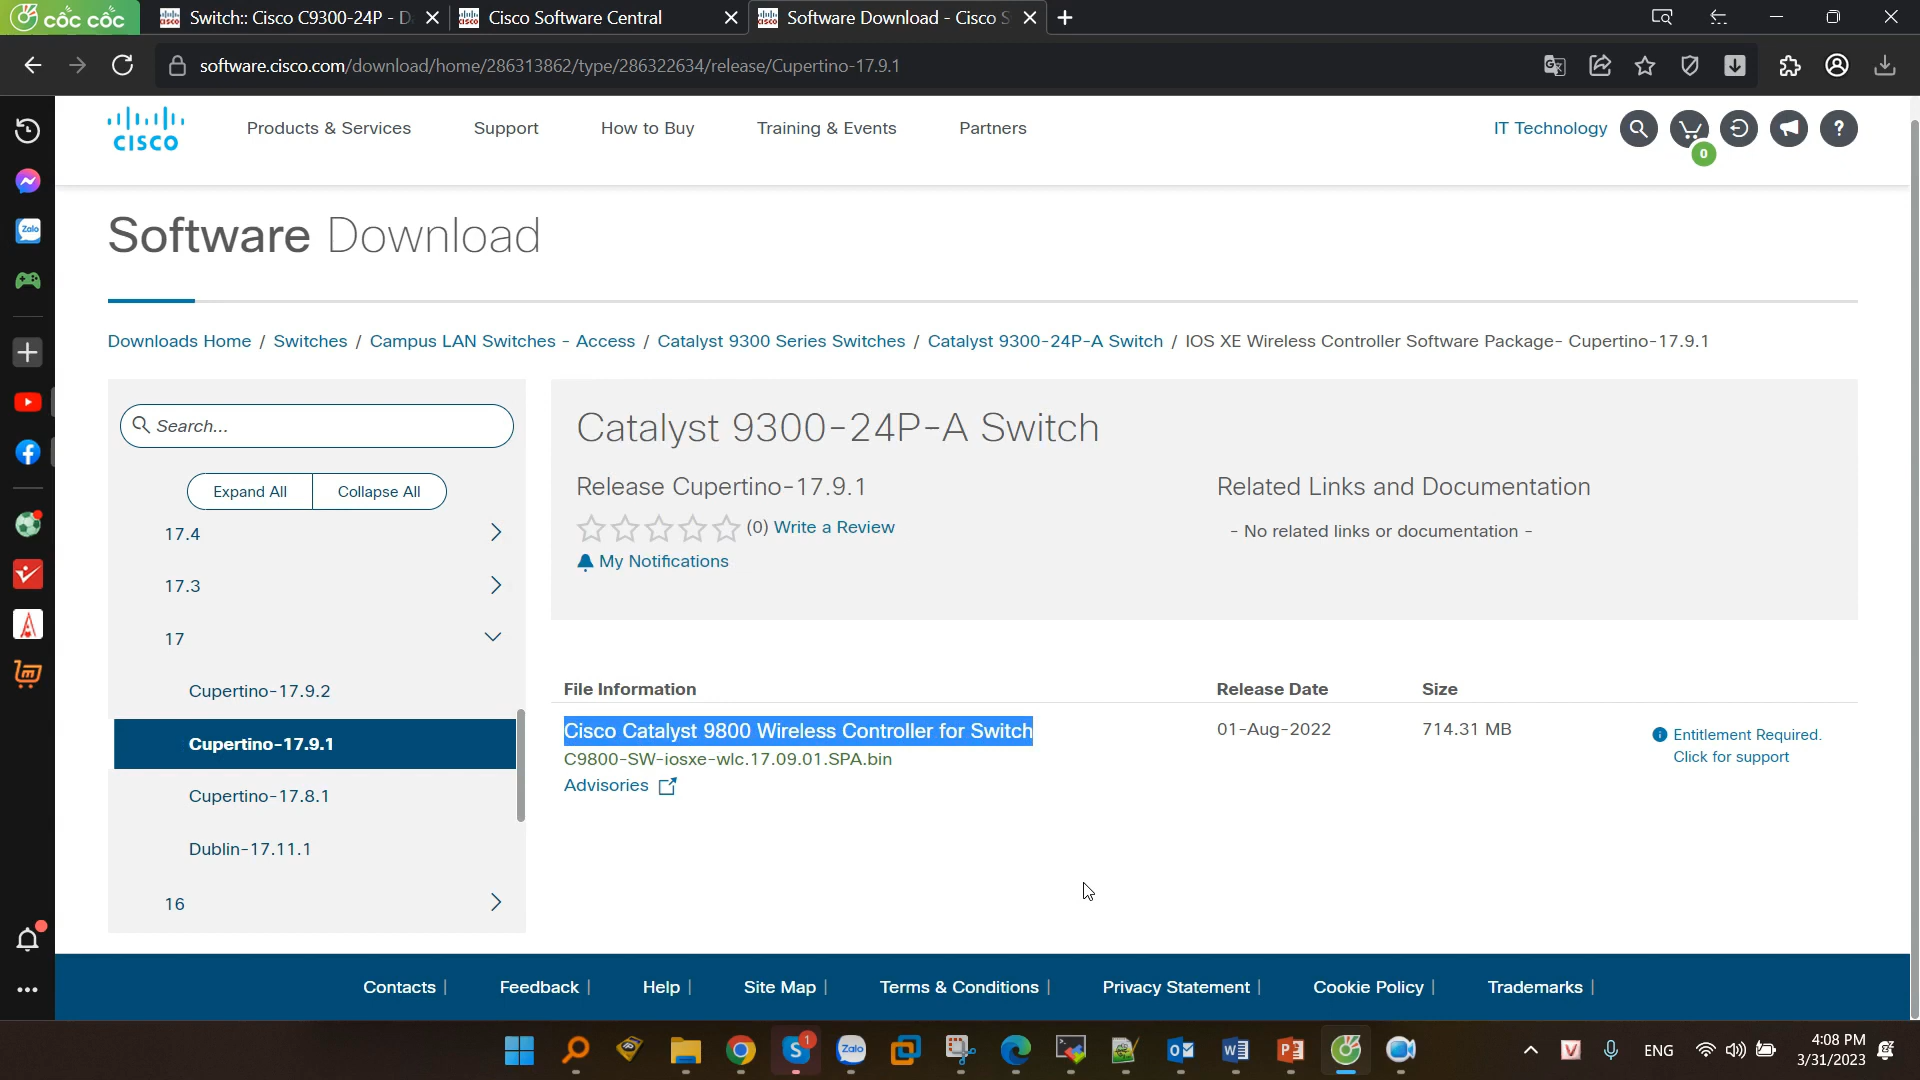 cốc cốc
Switch:: Cisco C9300-24P - Da
Cisco Software Central
Software Download - Cisco S
software.cisco.com/download/home/286313862/type/286322634/release/Cupertino-17.9.1
CISCO
Products & Services
Support
How to Buy
Training & Events
Partners
IT Technology
0
Software Download
Downloads Home / Switches / Campus LAN Switches - Access / Catalyst 9300 Series Switches / Catalyst 9300-24P-A Switch / IOS XE Wireless Controller Software Package- Cupertino-17.9.1
Search...
Expand All
Collapse All
17.4
17.3
17
Cupertino-17.9.2
Cupertino-17.9.1
Cupertino-17.8.1
Dublin-17.11.1
16
Catalyst 9300-24P-A Switch
Release Cupertino-17.9.1
(0) Write a Review
My Notifications
Related Links and Documentation
- No related links or documentation -
File Information
Release Date
Size
Cisco Catalyst 9800 Wireless Controller for Switch
01-Aug-2022
714.31 MB
C9800-SW-iosxe-wlc.17.09.01.SPA.bin
Advisories
Entitlement Required.
Click for support
Contacts |
Feedback |
Help |
Site Map |
Terms & Conditions |
Privacy Statement |
Cookie Policy |
Trademarks |
Zalo
1
Zalo
ENG
4:08 PM
3/31/2023